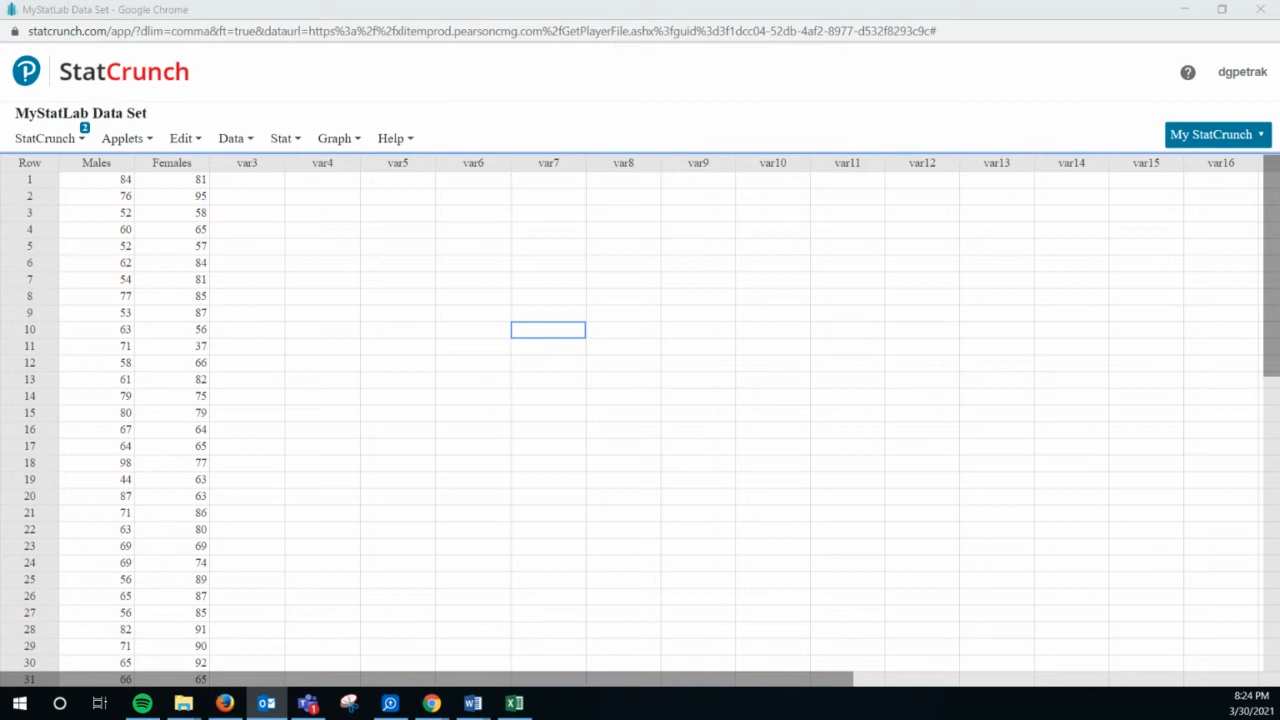 MyStatLab Data Set - Google Chrome
statcrunch.com/app/?dlim=comma&ft=true&dataurl=https%3a%2f%2fxlitemprod.pearsoncmg.com%2fGetPlayerFile.ashx%3fguid%3d3f1dcc04-52db-4af2-8977-d532f8293c9c#
StatCrunch
dgpetrak
MyStatLab Data Set
2
StatCrunch Applets Edit Data Stat Graph Help
My StatCrunch
Row Males Females var3 var4 var5 var6 var7 var8 var9 var10 var11 var12 var13 var14 var15 var16
1 84 81
2 76 95
3 52 58
4 60 65
5 52 57
6 62 84
7 54 81
8 77 85
9 53 87
10 63 56
11 71 37
12 58 66
13 61 82
14 79 75
15 80 79
16 67 64
17 64 65
18 98 77
19 44 63
20 87 63
21 71 86
22 63 80
23 69 69
24 69 74
25 56 89
26 65 87
27 56 85
28 82 91
29 71 90
30 65 92
31 66 65
8:24 PM
3/30/2021